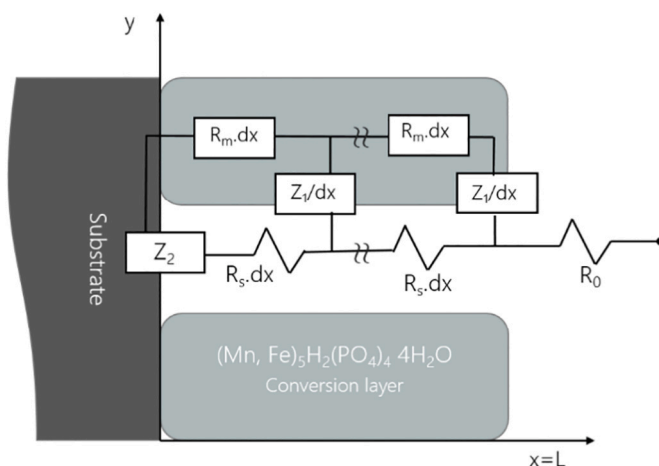 y
Rₘ.dx
Rₘ.dx
Z₁/dx
Z₁/dx
Substrate
Z₂
Rₛ.dx
Rₛ.dx
R₀
(Mn, Fe)₅H₂(PO₄)₄ 4H₂O
Conversion layer
x=L